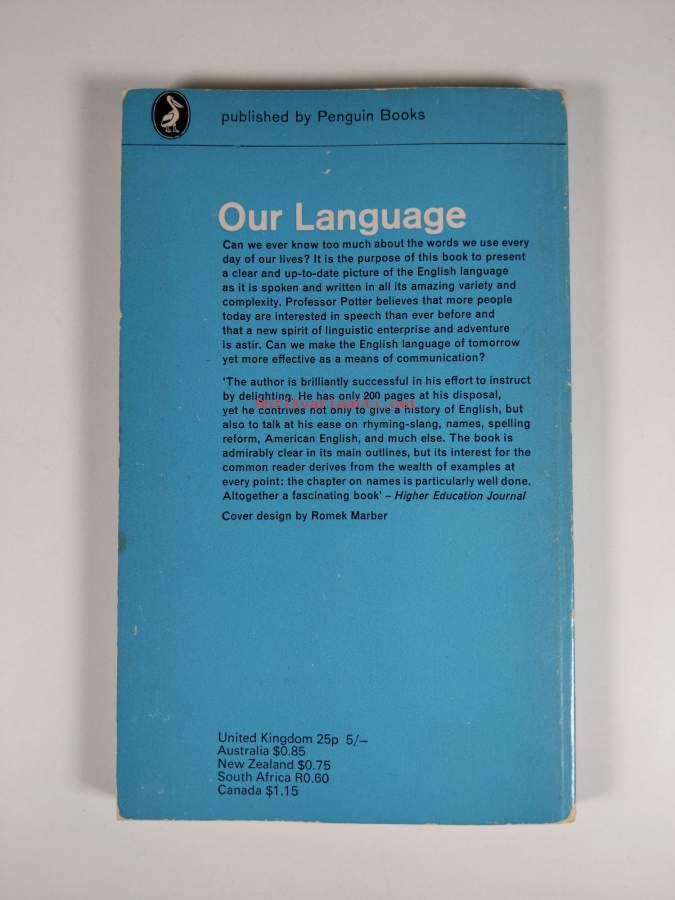 published by Penguin Books
Our Language
Can we ever know too much about the words we use every
day of our lives? It is the purpose of this book to present
a clear and up-to-date picture of the English language
as it is spoken and written in all its amazing variety and
complexity. Professor Potter believes that more people
today are interested in speech than ever before and
that a new spirit of linguistic enterprise and adventure
is astir. Can we make the English language of tomorrow
yet more effective as a means of communication?
'The author is brilliantly successful in his effort to instruct
by delighting. He has only 200 pages at his disposal,
yet he contrives not only to give a history of English, but
also to talk at his ease on rhyming-slang, names, spelling
reform, American English, and much else. The book is
admirably clear in its main outlines, but its interest for the
common reader derives from the wealth of examples at
every point: the chapter on names is particularly well done.
Altogether a fascinating book' – Higher Education Journal
Cover design by Romek Marber
United Kingdom 25p 5/–
Australia $0.85
New Zealand $0.75
South Africa R0.60
Canada $1.15